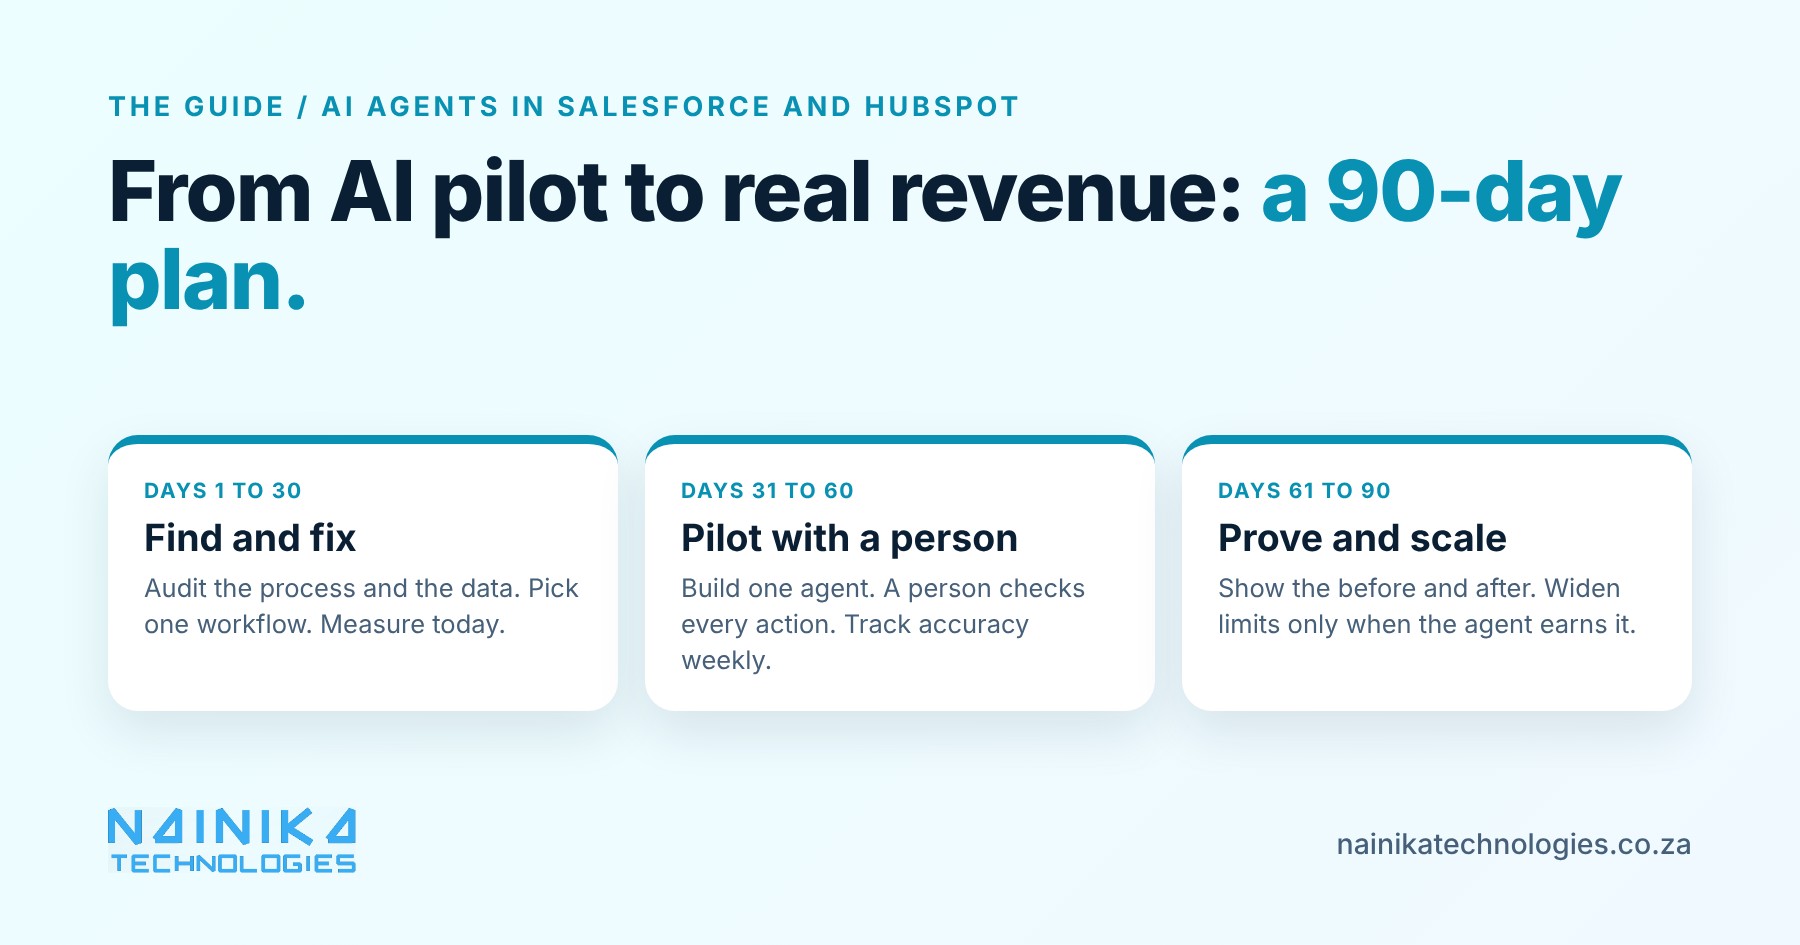 THE GUIDE / AI AGENTS IN SALESFORCE AND HUBSPOT
From AI pilot to real revenue: a 90-day
plan.
DAYS 1 TO 30
Find and fix
Audit the process and the data. Pick
one workflow. Measure today.
DAYS 31 TO 60
Pilot with a person
Build one agent. A person checks
every action. Track accuracy
weekly.
DAYS 61 TO 90
Prove and scale
Show the before and after. Widen
limits only when the agent earns it.
NAINIKA
TECHNOLOGIES
nainikatechnologies.co.za